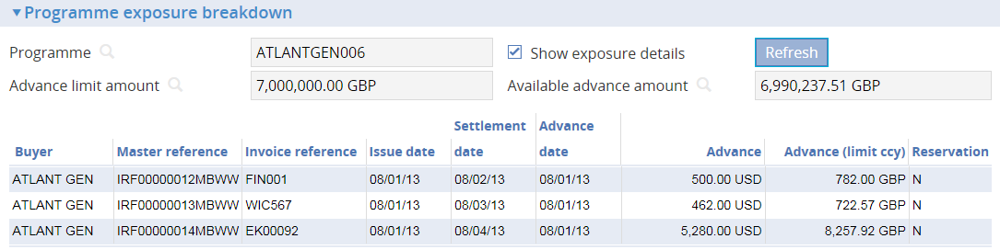 Programme exposure breakdown
Programme ATLANTGEN006 Show exposure details Refresh
Advance limit amount 7,000,000.00 GBP Available advance amount 6,990,237.51 GBP
Buyer Master reference Invoice reference Issue date Settlement date Advance date Advance Advance (limit ccy) Reservation
ATLANT GEN IRF00000012MBWW FIN001 08/01/13 08/02/13 08/01/13 500.00 USD 782.00 GBP N
ATLANT GEN IRF00000013MBWW WIC567 08/01/13 08/03/13 08/01/13 462.00 USD 722.57 GBP N
ATLANT GEN IRF00000014MBWW EK00092 08/01/13 08/04/13 08/01/13 5,280.00 USD 8,257.92 GBP N